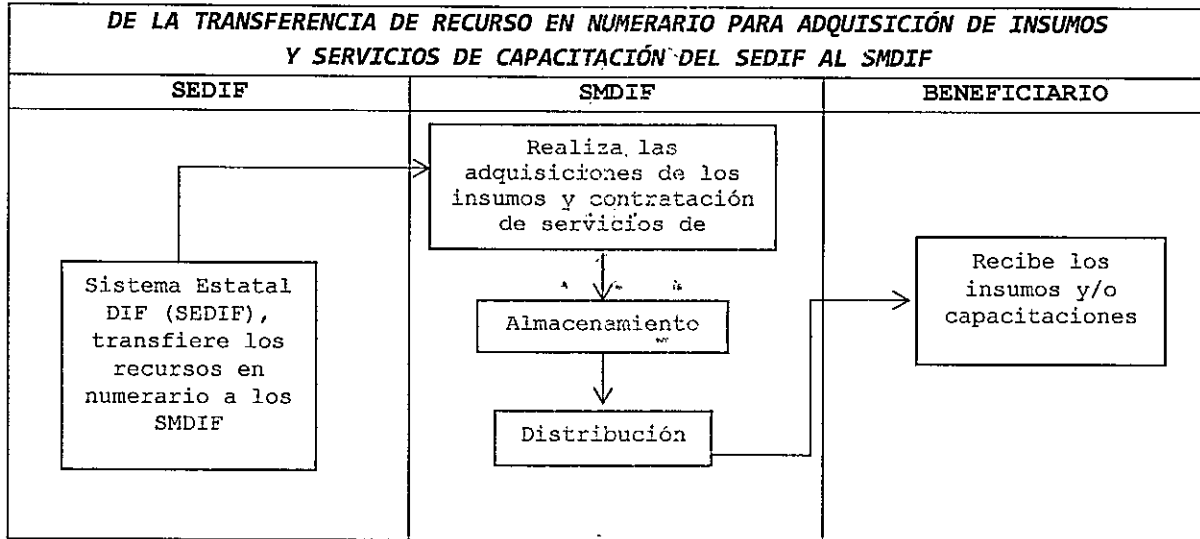 DE LA TRANSFERENCIA DE RECURSO EN NUMERARIO PARA ADQUISICIÓN DE INSUMOS
Y SERVICIOS DE CAPACITACIÓN DEL SEDIF AL SMDIF
SEDIF
SMDIF
BENEFICIARIO
Sistema Estatal
DIF (SEDIF),
transfiere los
recursos en
numerario a los
SMDIF
Realiza las
adquisiciones de los
insumos y contratación
de servicios de
Almacenamiento
Distribución
Recibe los
insumos y/o
capacitaciones